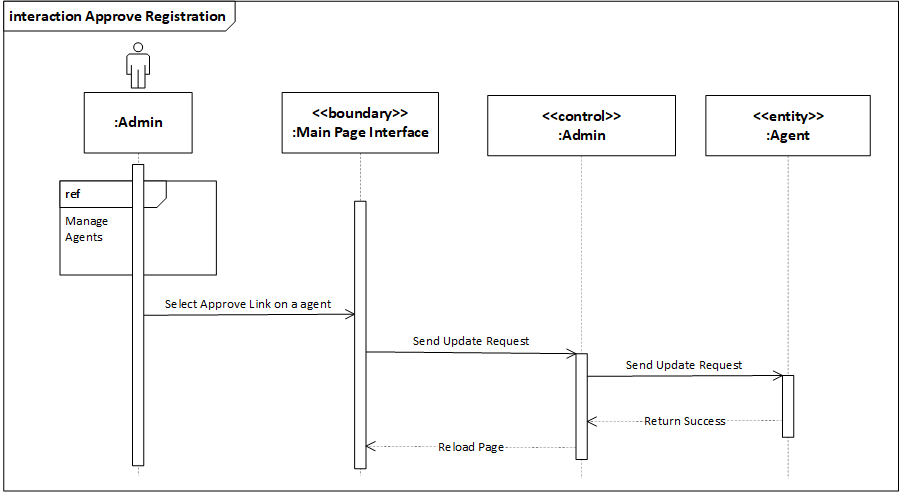 interaction Approve Registration
:Admin
<<boundary>>
:Main Page Interface
<<control>>
:Admin
<<entity>>
:Agent
ref
Manage
Agents
Select Approve Link on a agent
Send Update Request
Send Update Request
Return Success
Reload Page